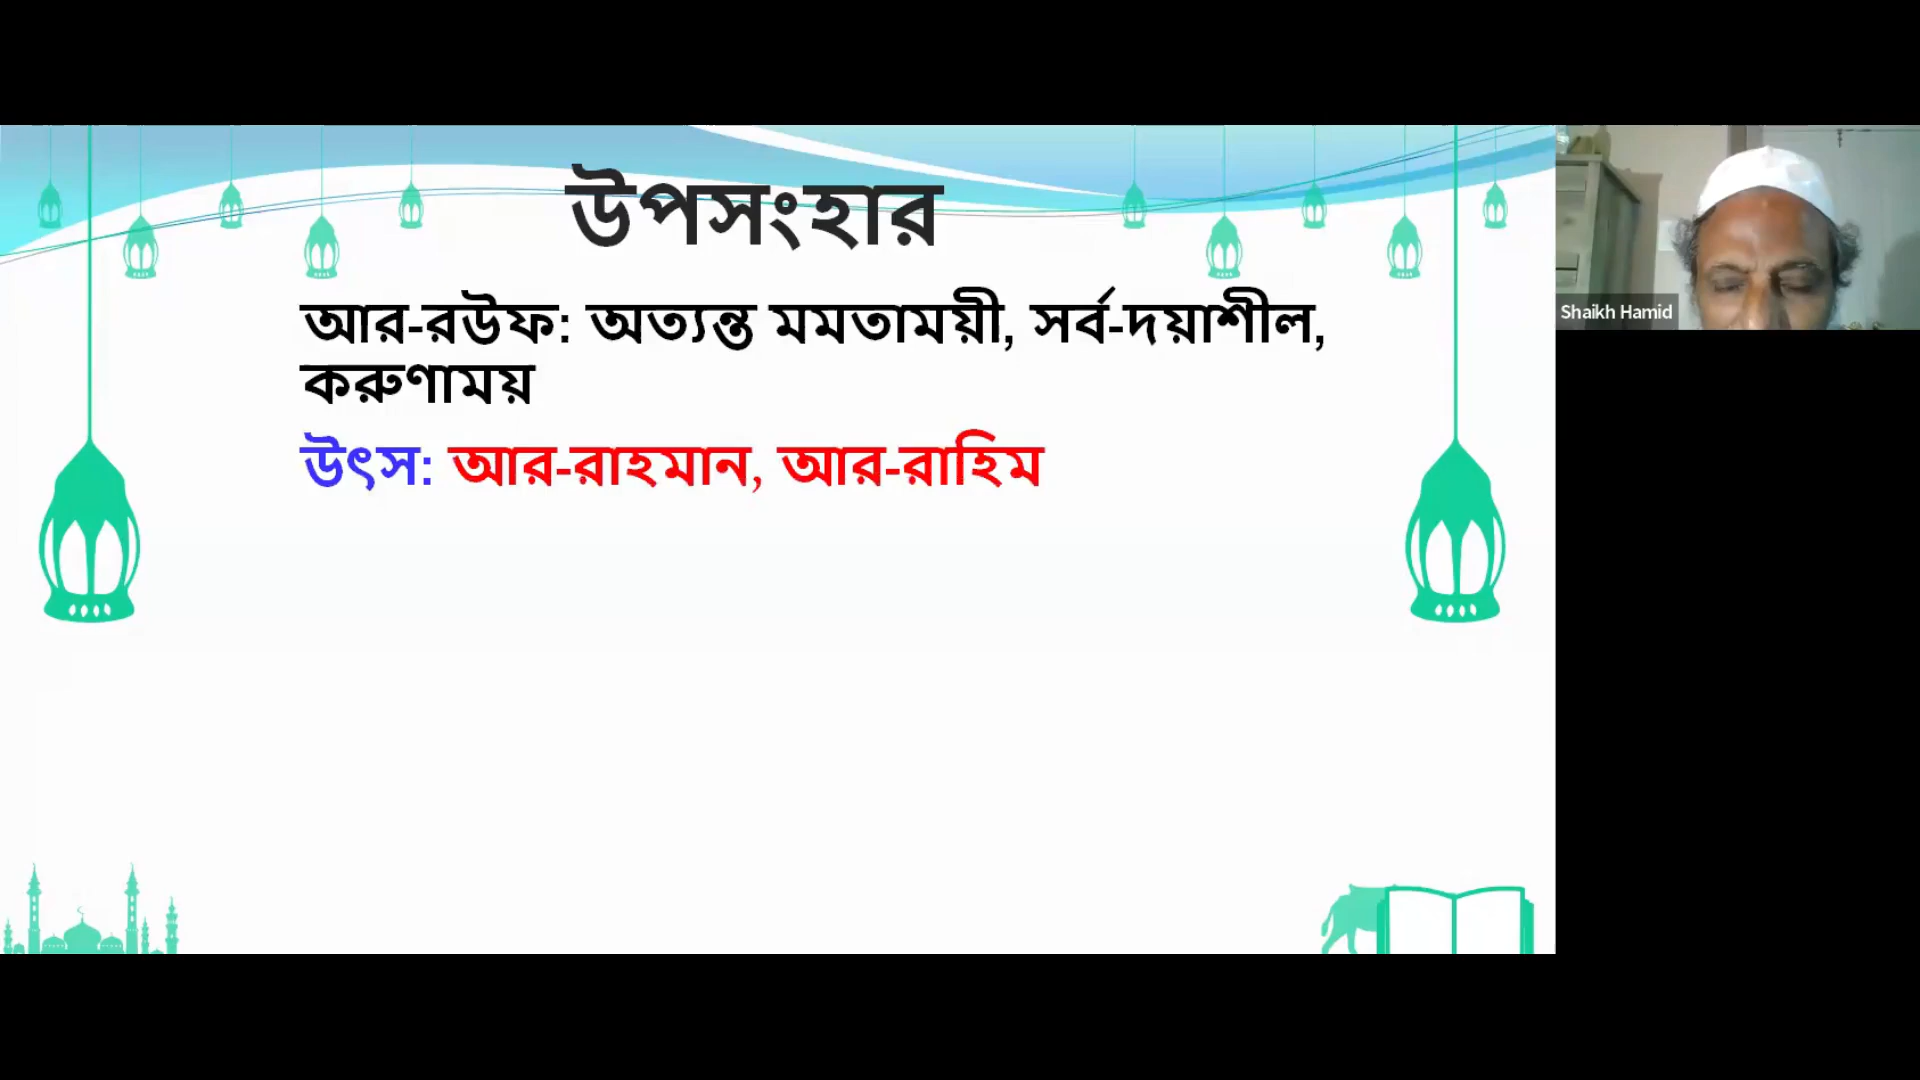 উপসংহার
আর-রউফ: অত্যন্ত মমতাময়ী, সর্ব-দয়াশীল,
করুণাময়
উৎস: আর-রাহমান, আর-রাহিম
Shaikh Hamid